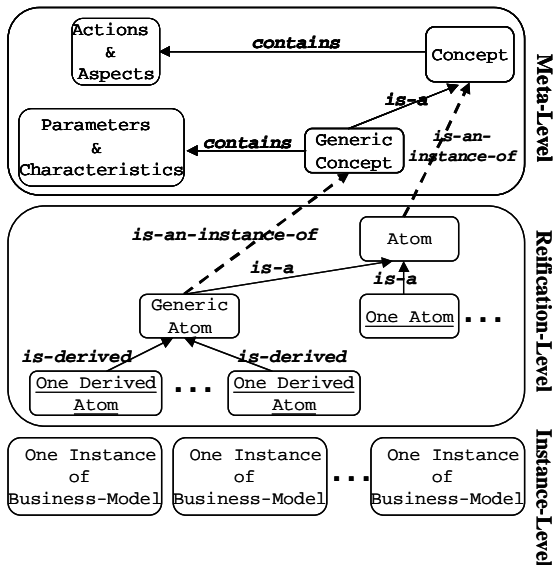 Actions
&
Aspects
contains
Concept
is-a
Parameters
&
Characteristics
contains
Generic
Concept
is-an-
instance-of
Meta-Level
is-an-instance-of
Atom
is-a
is-a
Generic
Atom
One Atom
...
is-derived
is-derived
One Derived
Atom
...
One Derived
Atom
Reification-Level
One Instance
of
Business-Model
One Instance
of
Business-Model
...
One Instance
of
Business-Model
Instance-Level